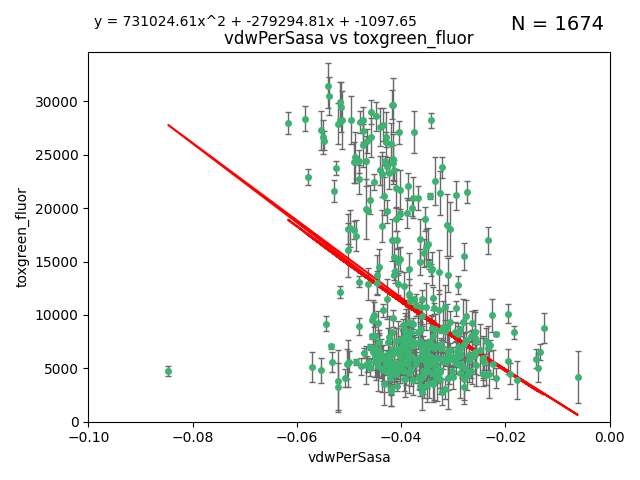 y = 731024.61x^2 + -279294.81x + -1097.65
N = 1674
vdwPerSasa vs toxgreen_fluor
toxgreen_fluor
30000
25000
20000
15000
10000
5000
0
−0.10
−0.08
−0.06
−0.04
−0.02
0.00
vdwPerSasa